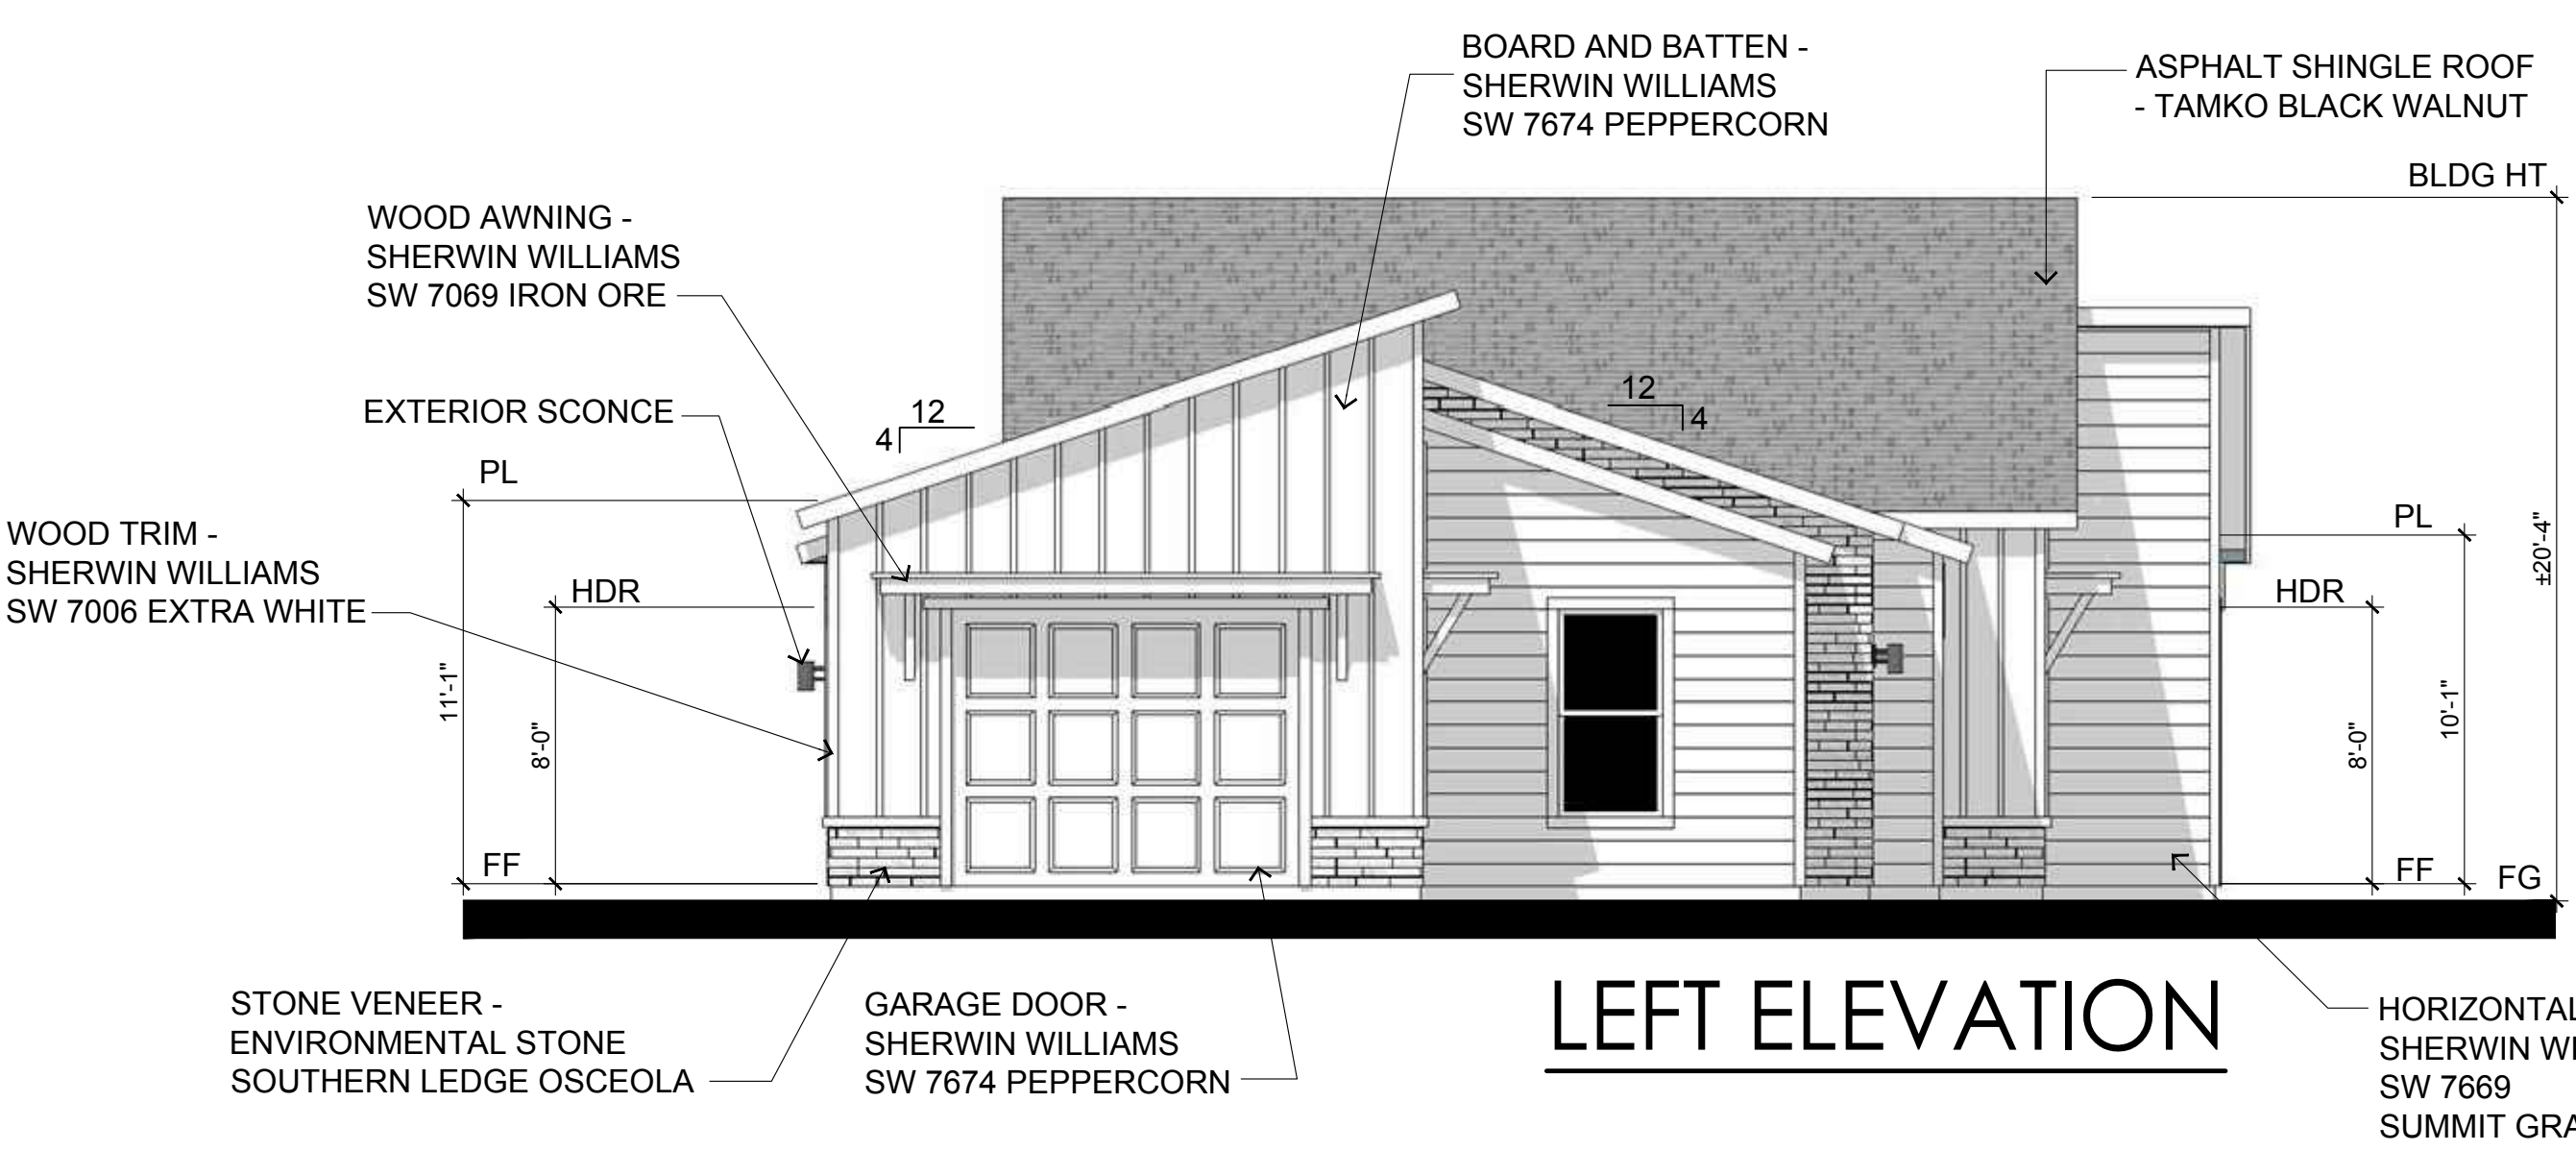 BOARD AND BATTEN -
SHERWIN WILLIAMS
SW 7674 PEPPERCORN
ASPHALT SHINGLE ROOF
- TAMKO BLACK WALNUT
BLDG HT
WOOD AWNING -
SHERWIN WILLIAMS
SW 7069 IRON ORE
EXTERIOR SCONCE
12
4
12
4
PL
WOOD TRIM -
SHERWIN WILLIAMS
SW 7006 EXTRA WHITE
HDR
11'-1"
8'-0"
FF
PL
±20'-4"
HDR
10'-1"
8'-0"
FF
FG
STONE VENEER -
ENVIRONMENTAL STONE
SOUTHERN LEDGE OSCEOLA
GARAGE DOOR -
SHERWIN WILLIAMS
SW 7674 PEPPERCORN
LEFT ELEVATION
HORIZONTAL
SHERWIN
SW 7669
SUMMIT